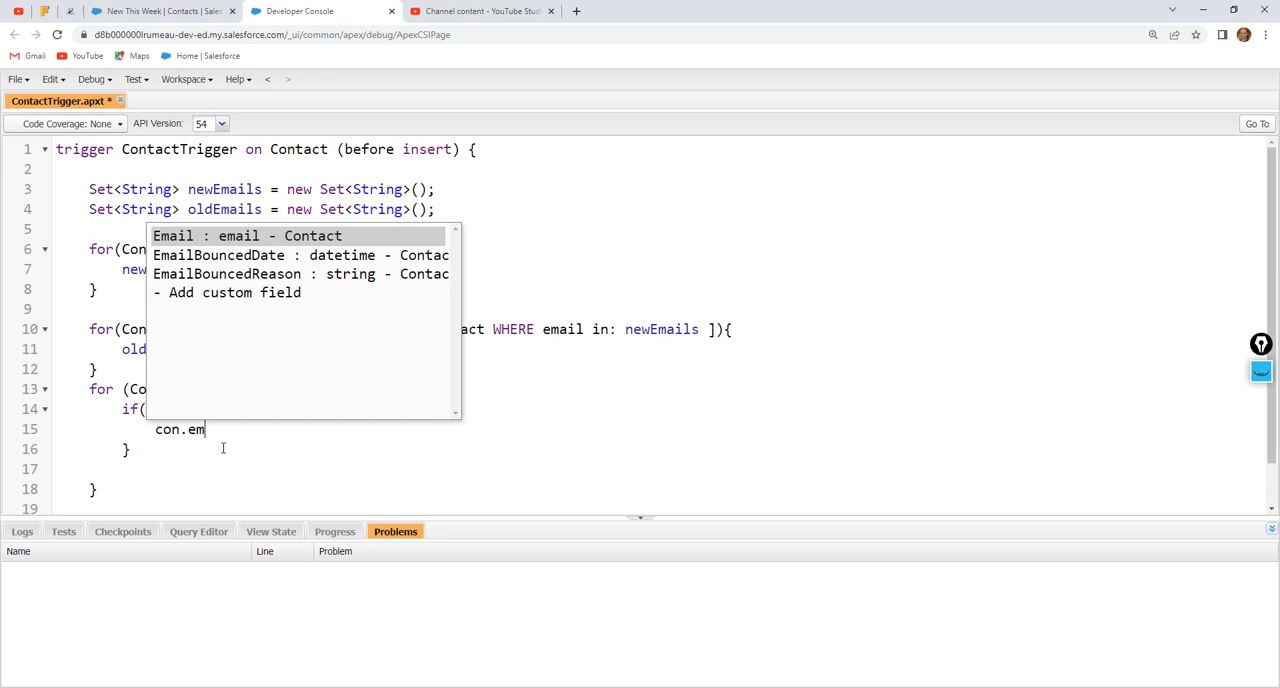 New This Week | Contacts | Sales
Developer Console
Channel content - YouTube Stud
d8b000000lrumeau-dev-ed.my.salesforce.com/_ui/common/apex/debug/ApexCSIPage
Gmail YouTube Maps Home | Salesforce
File Edit Debug Test Workspace Help < >
ContactTrigger.apxt *
Code Coverage: None API Version: 54 Go To
1 trigger ContactTrigger on Contact (before insert) {
2
3 Set<String> newEmails = new Set<String>();
4 Set<String> oldEmails = new Set<String>();
5
Email : email - Contact
6 for(Con
EmailBouncedDate : datetime - Contac
7 new
EmailBouncedReason : string - Contac
8 }
- Add custom field
9
10 for(Con act WHERE email in: newEmails ]){
11 old
12 }
13 for (Co
14 if(
15 con.em
16 }
17
18 }
19
Logs Tests Checkpoints Query Editor View State Progress Problems
Name Line Problem